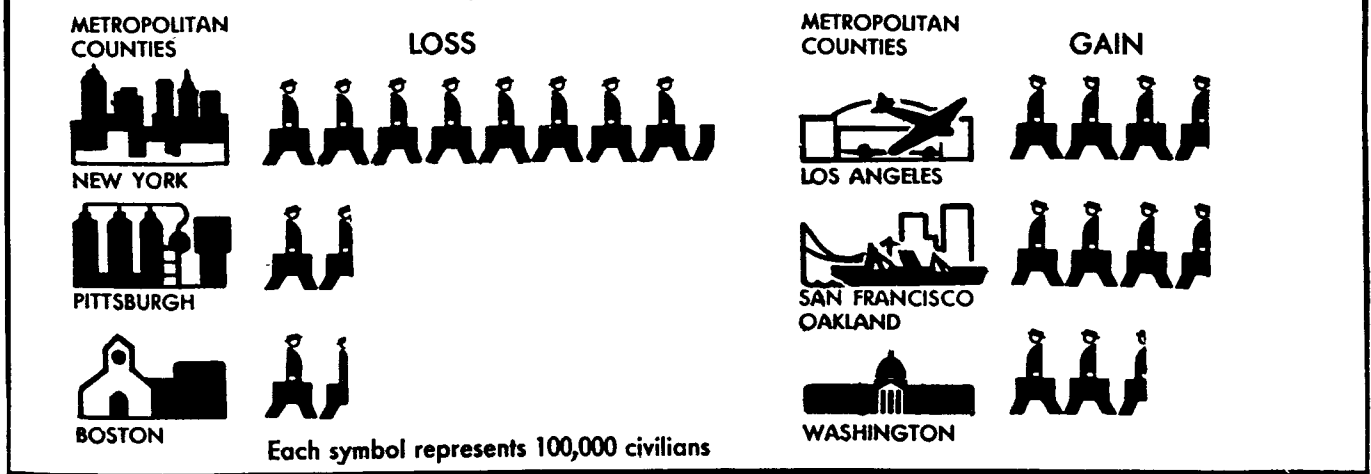 METROPOLITAN
COUNTIES
LOSS
NEW YORK
PITTSBURGH
BOSTON
METROPOLITAN
COUNTIES
GAIN
LOS ANGELES
SAN FRANCISCO
OAKLAND
WASHINGTON
Each symbol represents 100,000 civilians